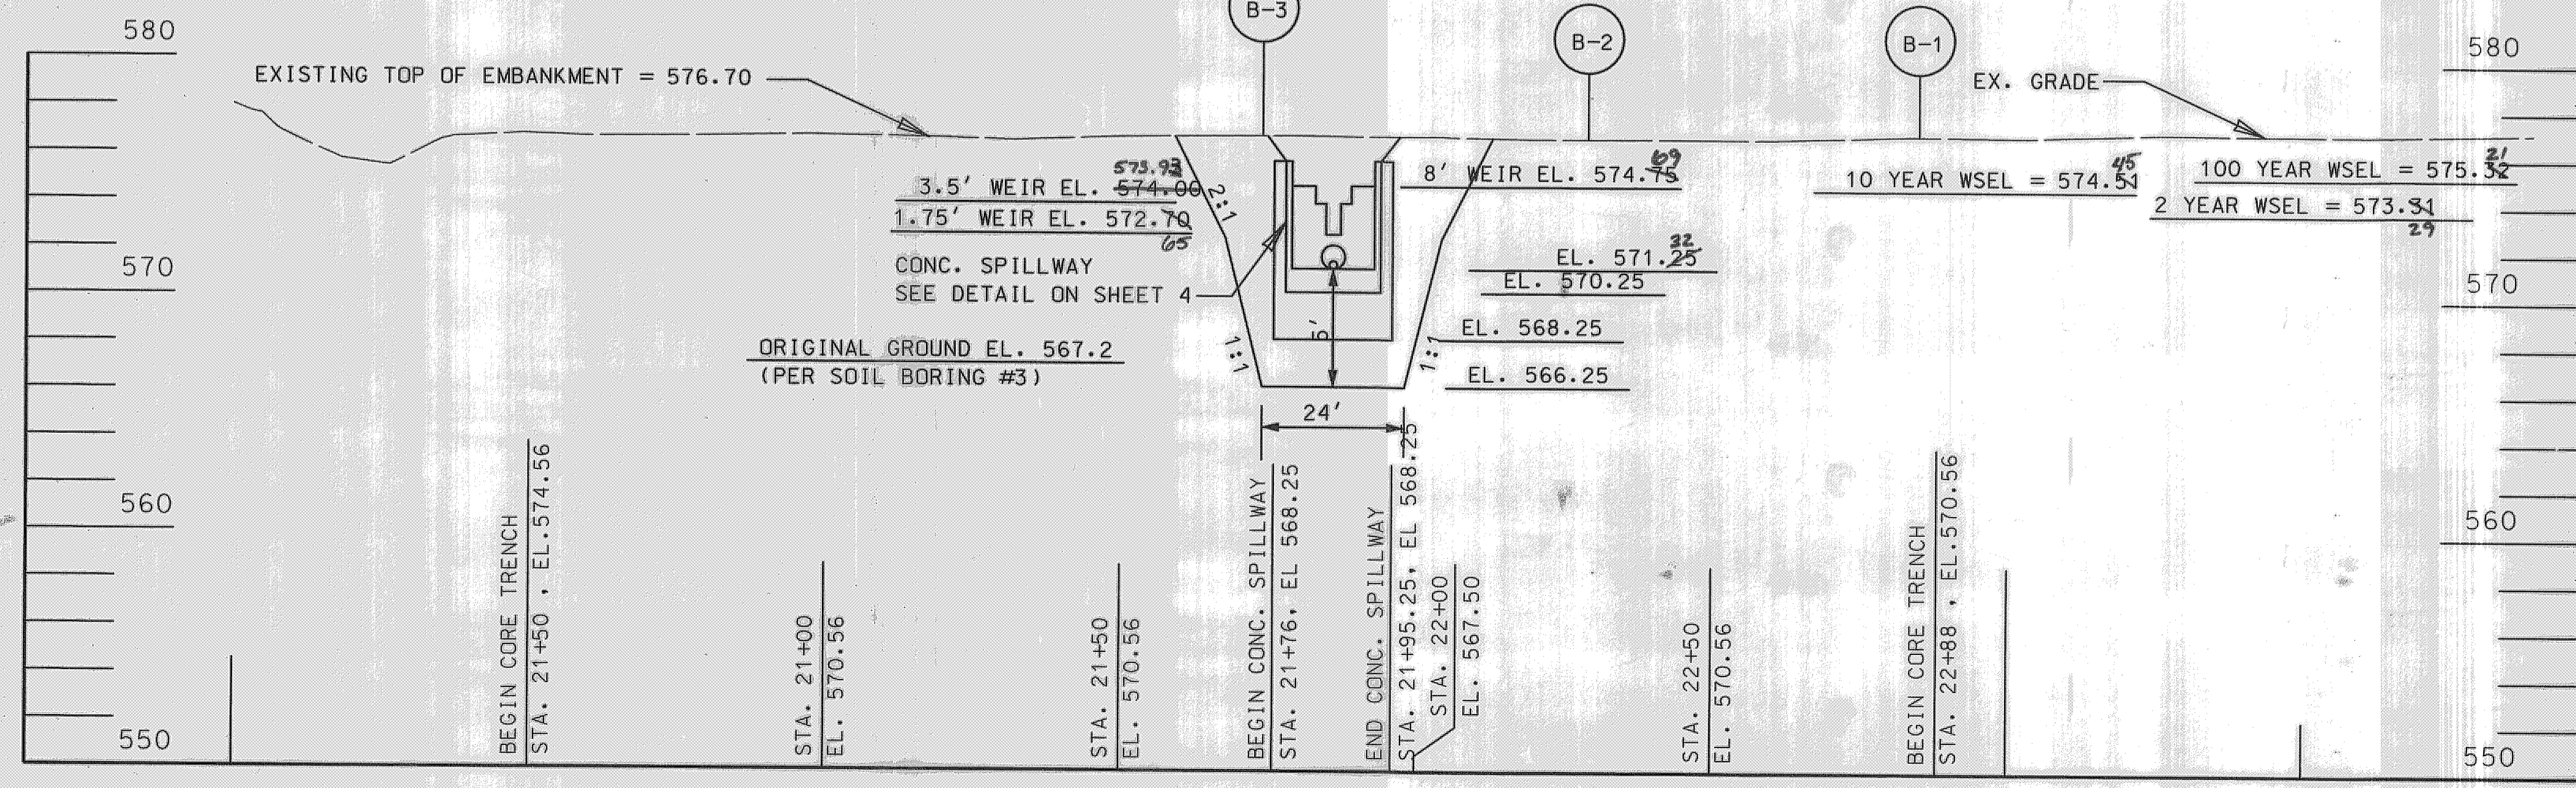 B-3
B-2
B-1
580
580
EXISTING TOP OF EMBANKMENT = 576.70
EX. GRADE
573.93
3.5' WEIR EL. 574.00
1.75' WEIR EL. 572.70
65
2:1
69
8' WEIR EL. 574.75
45
10 YEAR WSEL = 574.51
21
100 YEAR WSEL = 575.32
2 YEAR WSEL = 573.31
29
570
570
CONC. SPILLWAY
SEE DETAIL ON SHEET 4
32
EL. 571.25
EL. 570.25
EL. 568.25
EL. 566.25
5'
1:1
1:1
ORIGINAL GROUND EL. 567.2
(PER SOIL BORING #3)
24'
560
560
BEGIN CORE TRENCH
STA. 21+50 , EL.574.56
STA. 21+00
EL. 570.56
STA. 21+50
EL. 570.56
BEGIN CONC. SPILLWAY
STA. 21+76, EL 568.25
END CONC. SPILLWAY
STA. 21+95.25, EL 568.25
STA. 22+00
EL. 567.50
STA. 22+50
EL. 570.56
BEGIN CORE TRENCH
STA. 22+88 , EL.570.56
550
550